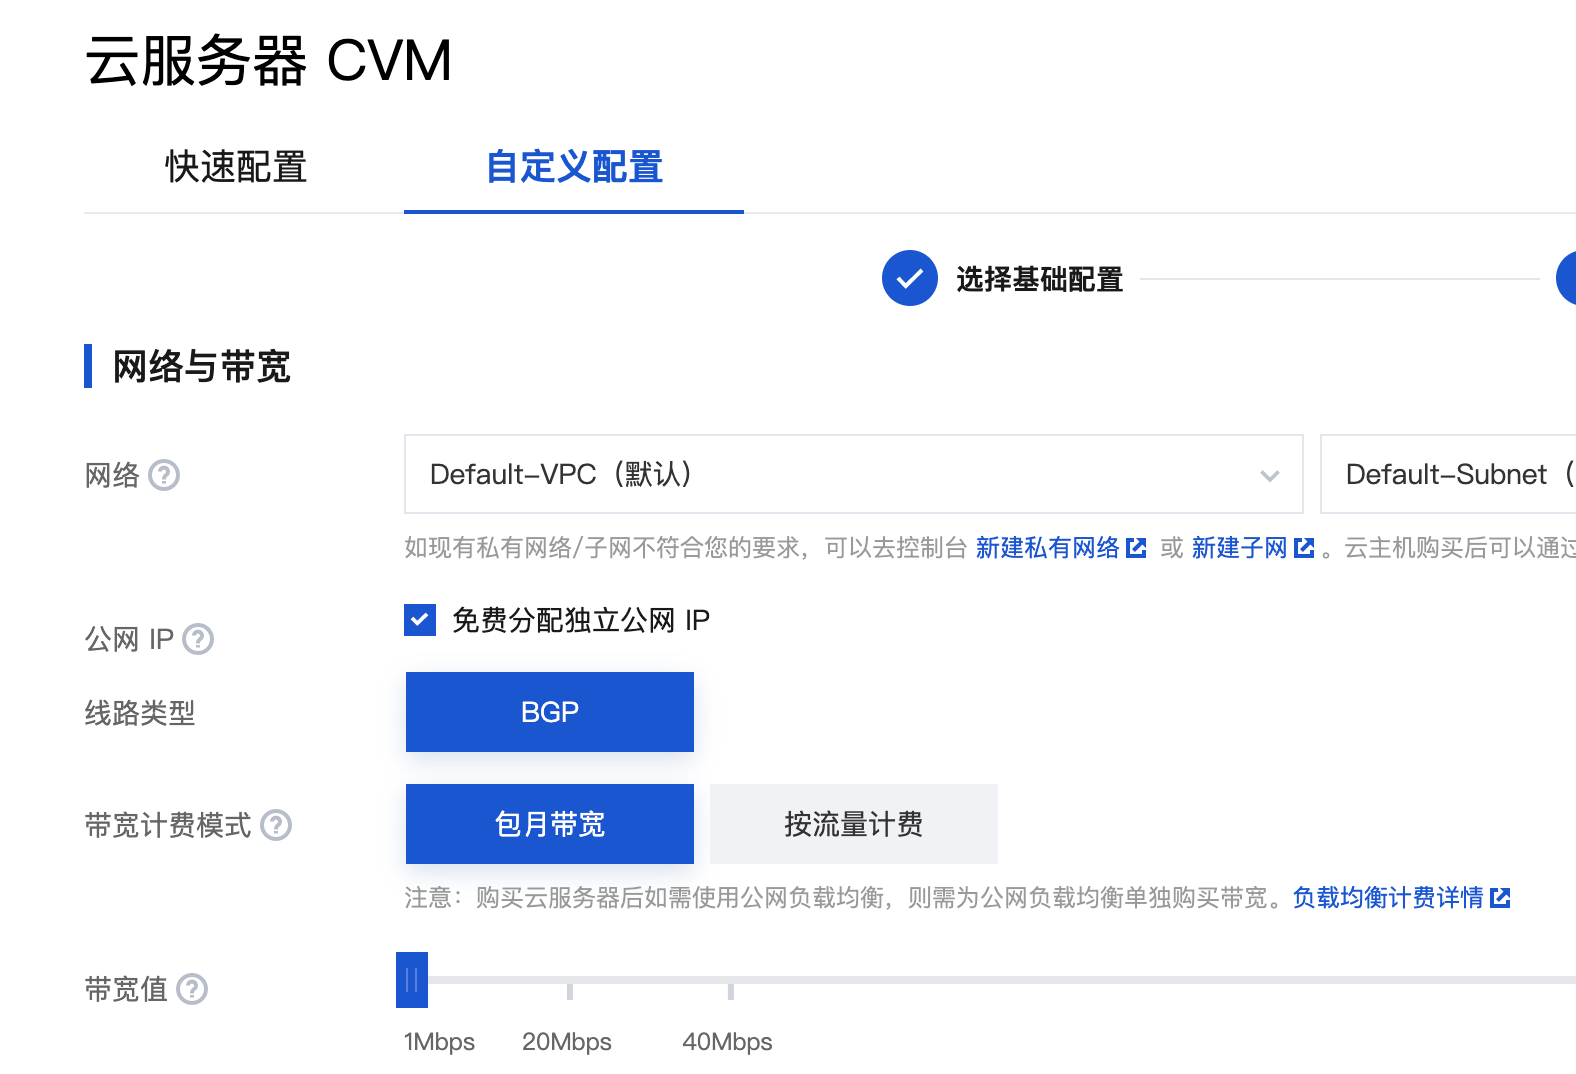 云服务器 CVM
快速配置 自定义配置
选择基础配置
网络与带宽
网络 Default-VPC（默认） Default-Subnet（
如现有私有网络/子网不符合您的要求，可以去控制台 新建私有网络 或 新建子网 。云主机购买后可以通过
公网 IP 免费分配独立公网 IP
线路类型 BGP
带宽计费模式 包月带宽 按流量计费
注意：购买云服务器后如需使用公网负载均衡，则需为公网负载均衡单独购买带宽。负载均衡计费详情
带宽值
1Mbps 20Mbps 40Mbps